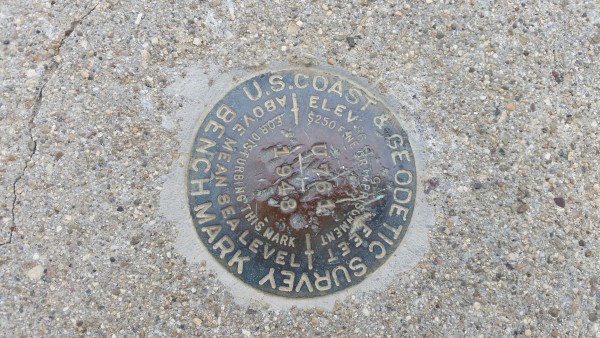 U.S. COAST & GEODETIC SURVEY
BENCH MARK
ELEV.
FEET
ABOVE MEAN SEA LEVEL
$250 FINE OR IMPRISONMENT
FOR DISTURBING THIS MARK
1948